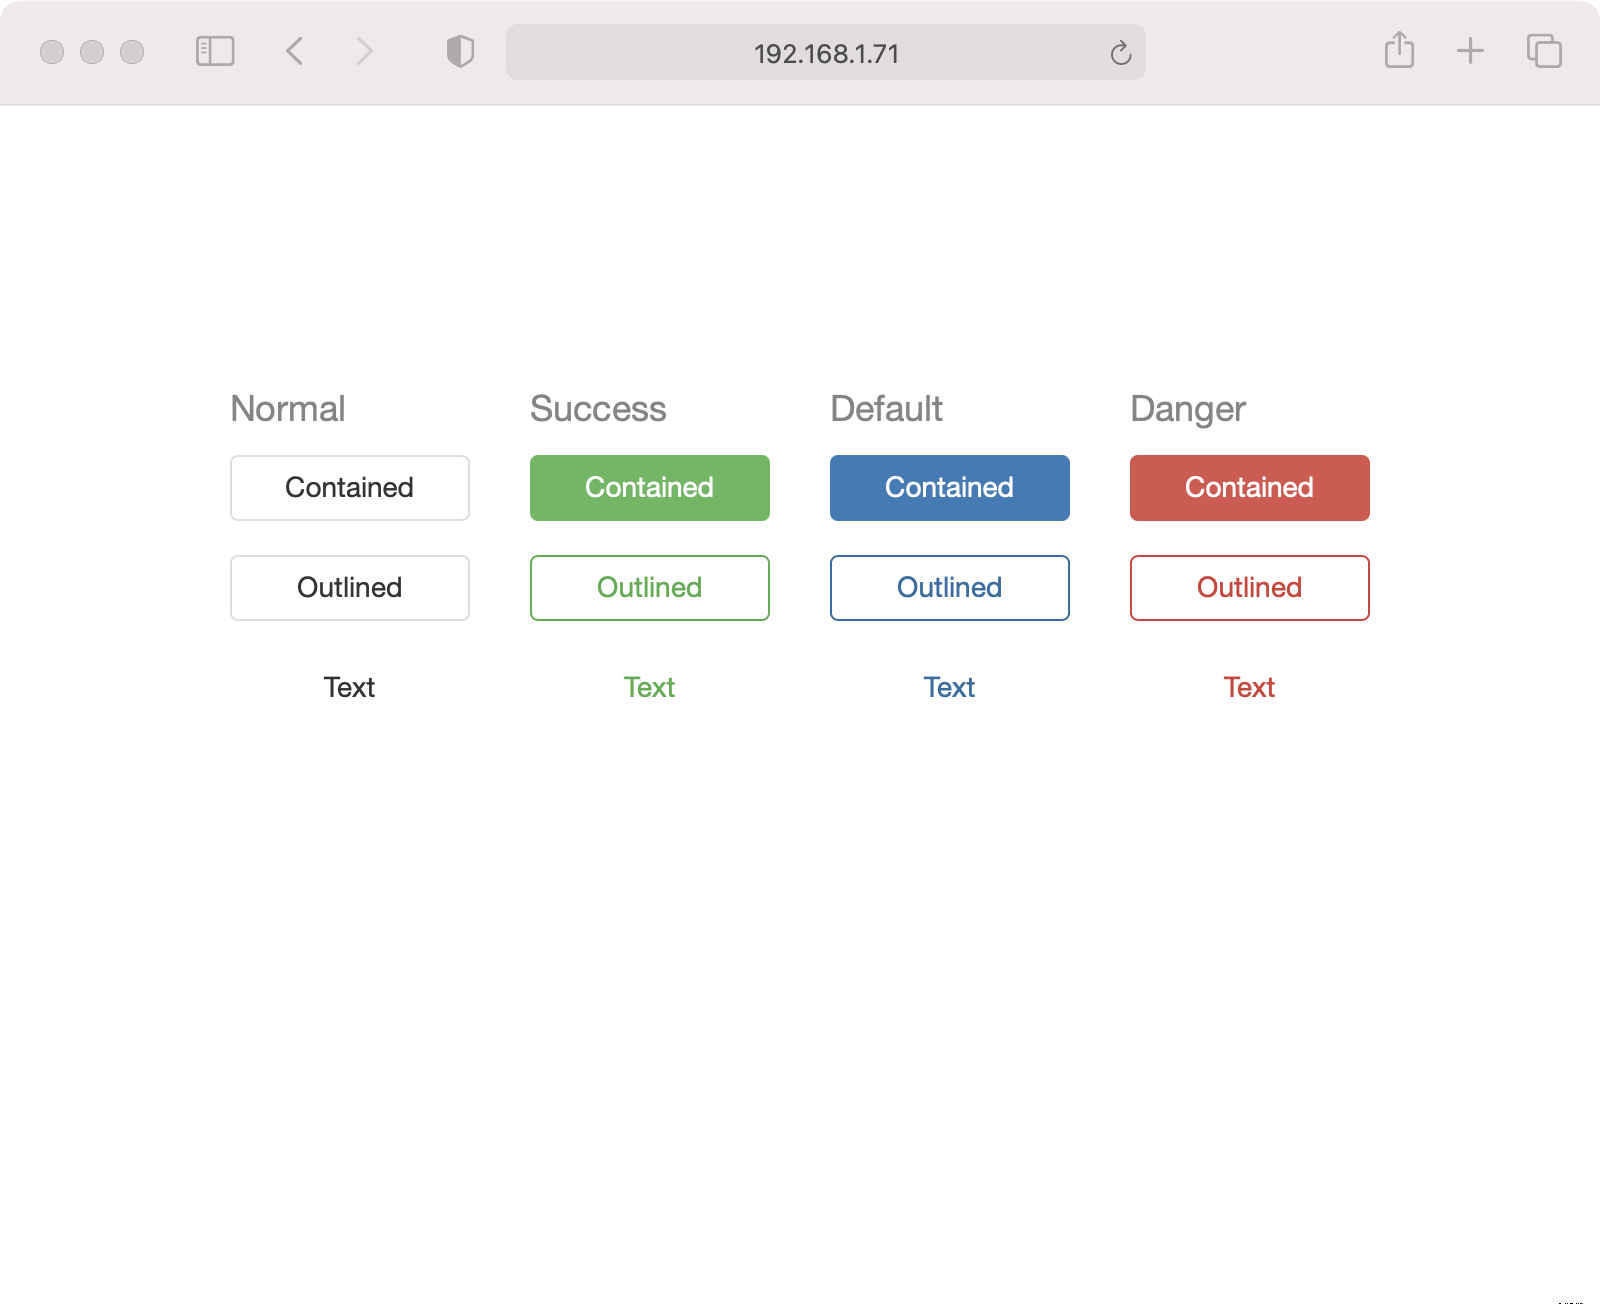 192.168.1.71
Normal Success Default Danger
Contained Contained Contained Contained
Outlined Outlined Outlined Outlined
Text Text Text Text